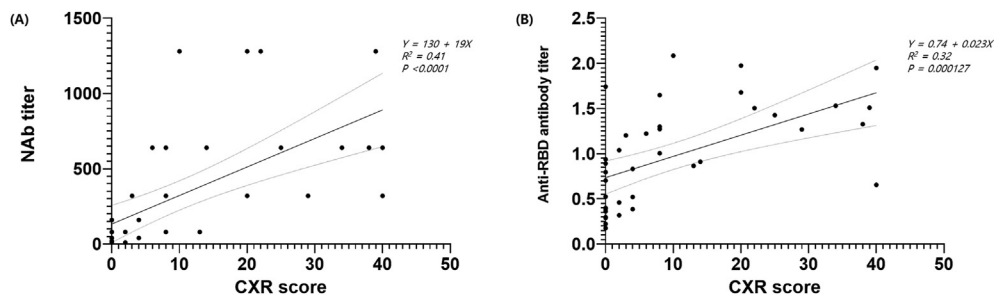 (A)
1500
1000
500
0
NAb titer
Y = 130 + 19X
R² = 0.41
P <0.0001
0 10 20 30 40 50
CXR score
(B)
2.5
2.0
1.5
1.0
0.5
0.0
Anti-RBD antibody titer
Y = 0.74 + 0.023X
R² = 0.32
P = 0.000127
0 10 20 30 40 50
CXR score